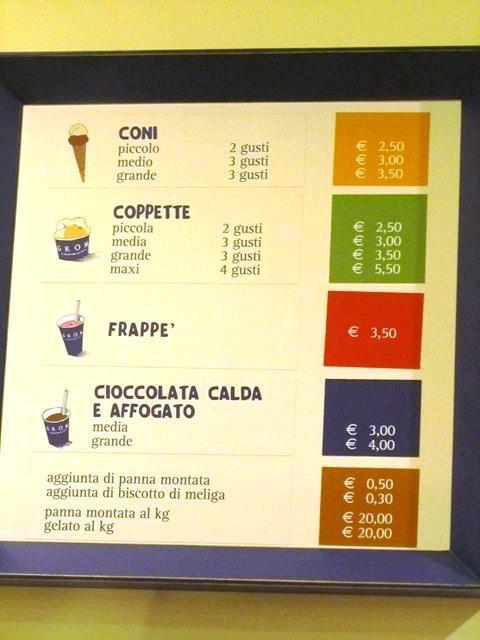 CONI
piccolo 2 gusti € 2,50
medio 3 gusti € 3,00
grande 3 gusti € 3,50
COPPETTE
piccola 2 gusti € 2,50
media 3 gusti € 3,00
grande 3 gusti € 3,50
maxi 4 gusti € 5,50
GROM
FRAPPE' € 3,50
GROM
CIOCCOLATA CALDA
E AFFOGATO
media € 3,00
grande € 4,00
GROM
aggiunta di panna montata € 0,50
aggiunta di biscotto di meliga € 0,30
panna montata al kg € 20,00
gelato al kg € 20,00